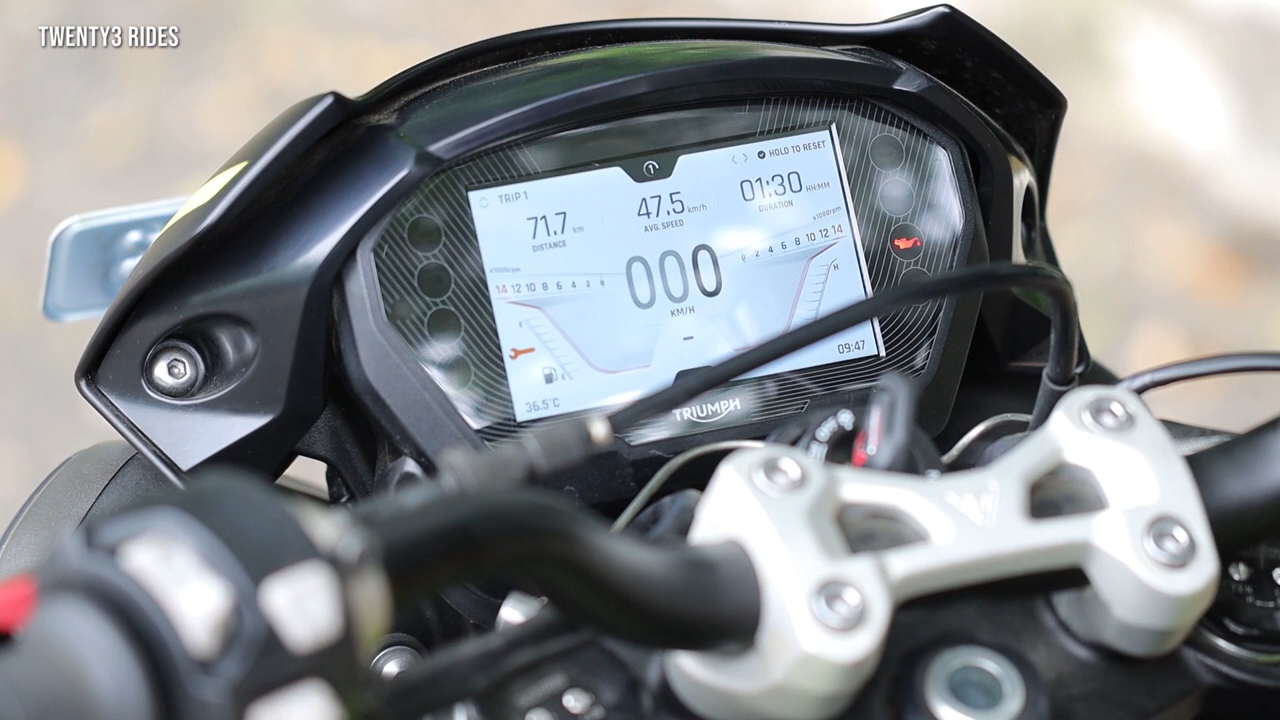 TWENTY3 RIDES
TRIP 1
HOLD TO RESET
71.7 km
DISTANCE
47.5 km/h
AVG. SPEED
01:30 HH:MM
DURATION
x1000rpm
14 12 10 8 6 4 2 0
000
KM/H
x1000rpm
0 2 4 6 8 10 12 14
H
-
36.5°C
09:47
TRIUMPH